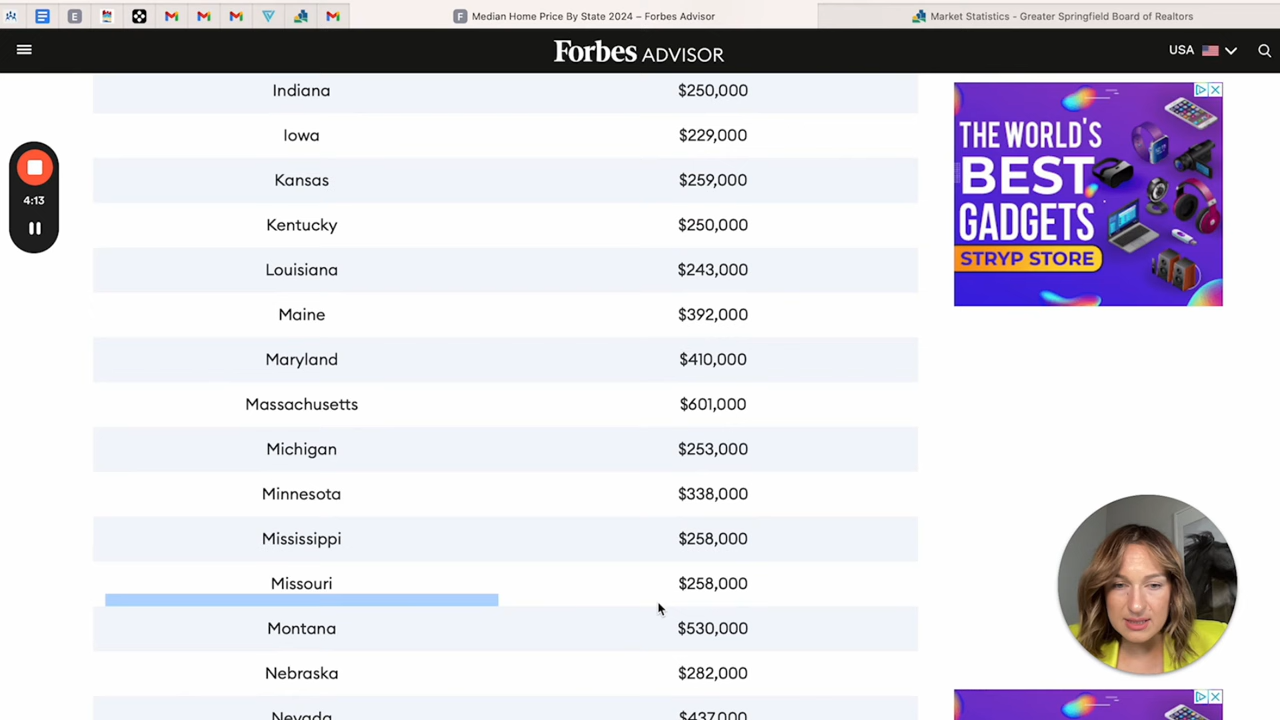 Median Home Price By State 2024 – Forbes Advisor
Market Statistics - Greater Springfield Board of Realtors
Forbes ADVISOR
USA
Indiana $250,000
Iowa $229,000
Kansas $259,000
Kentucky $250,000
Louisiana $243,000
Maine $392,000
Maryland $410,000
Massachusetts $601,000
Michigan $253,000
Minnesota $338,000
Mississippi $258,000
Missouri $258,000
Montana $530,000
Nebraska $282,000
Nevada $437,000
4:13
THE WORLD'S
BEST
GADGETS
STRYP STORE